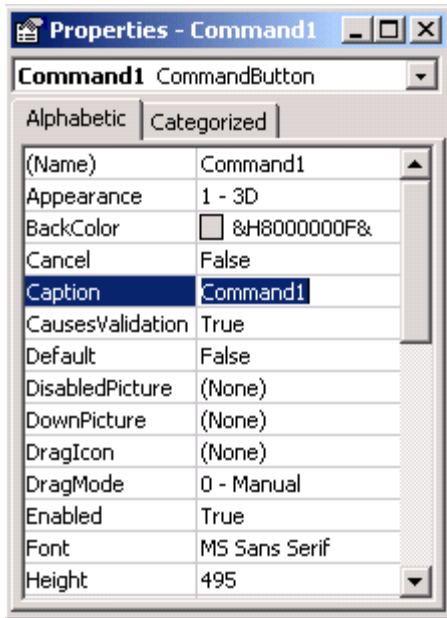 Properties - Command1
Command1 CommandButton
Alphabetic Categorized
(Name) Command1
Appearance 1 - 3D
BackColor &H8000000F&
Cancel False
Caption Command1
CausesValidation True
Default False
DisabledPicture (None)
DownPicture (None)
DragIcon (None)
DragMode 0 - Manual
Enabled True
Font MS Sans Serif
Height 495